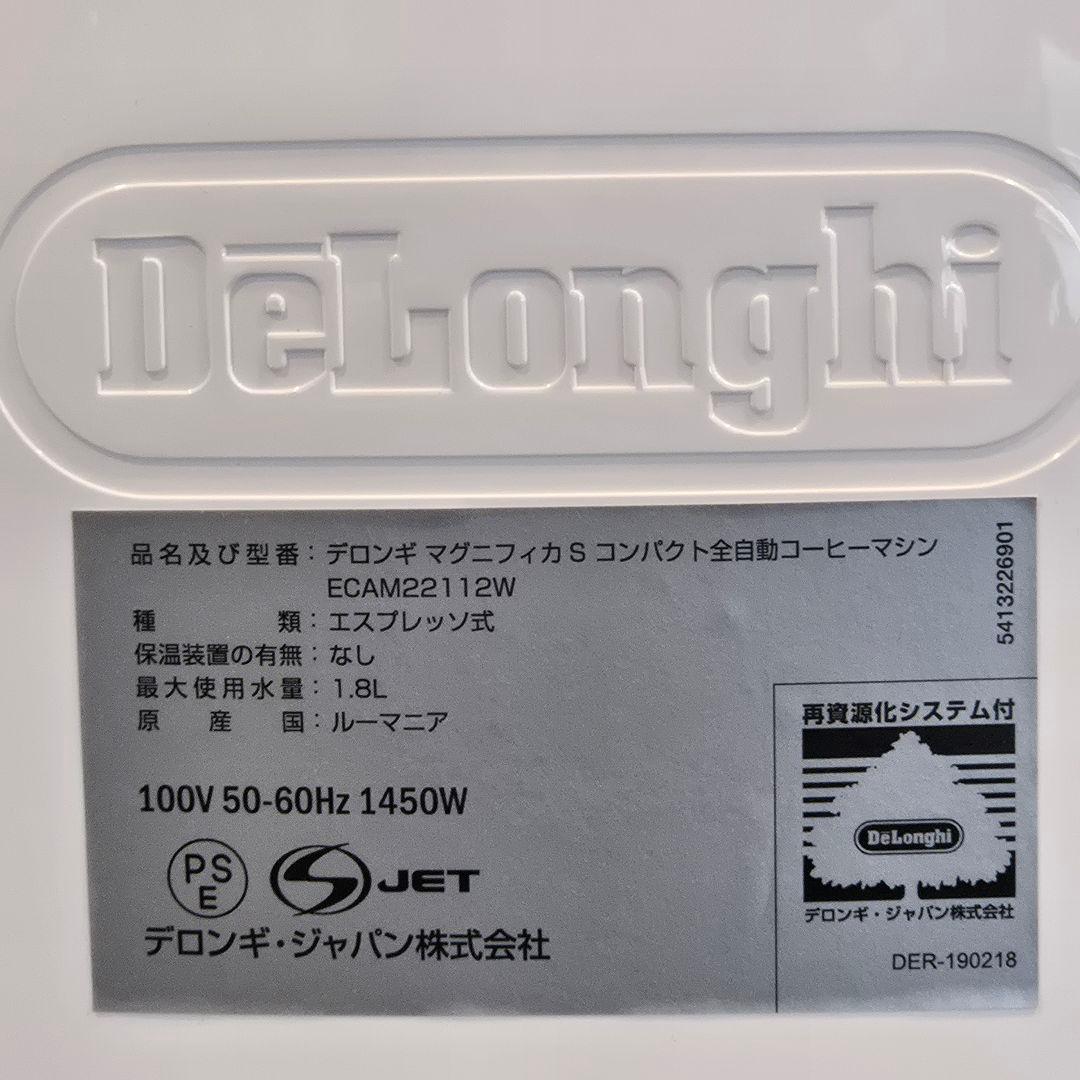 DēLonghi
品名及び型番：デロンギ マグニフィカ S コンパクト全自動コーヒーマシン
ECAM22112W
種類：エスプレッソ式
保温装置の有無：なし
最大使用水量：1.8L
原産国：ルーマニア
100V 50-60Hz 1450W
PS
E
JET
デロンギ・ジャパン株式会社
5413226901
再資源化システム付
DēLonghi
デロンギ・ジャパン株式会社
DER-190218